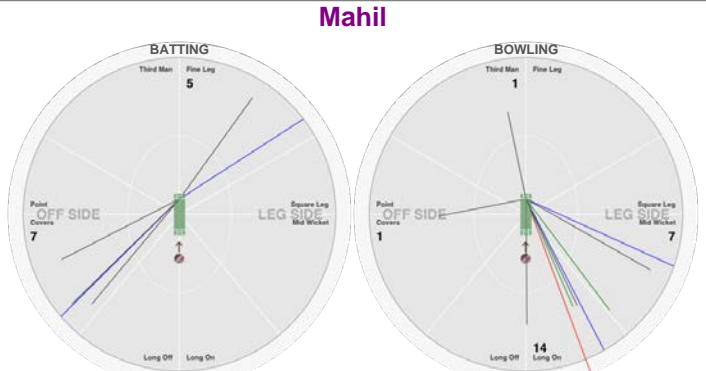 Mahil
BATTING
Third Man
Fine Leg
5
Point
OFF SIDE
Covers
7
Square Leg
LEG SIDE
Mid Wicket
Long Off
Long On
BOWLING
Third Man
Fine Leg
1
Point
OFF SIDE
Covers
1
Square Leg
LEG SIDE
Mid Wicket
7
14
Long Off
Long On